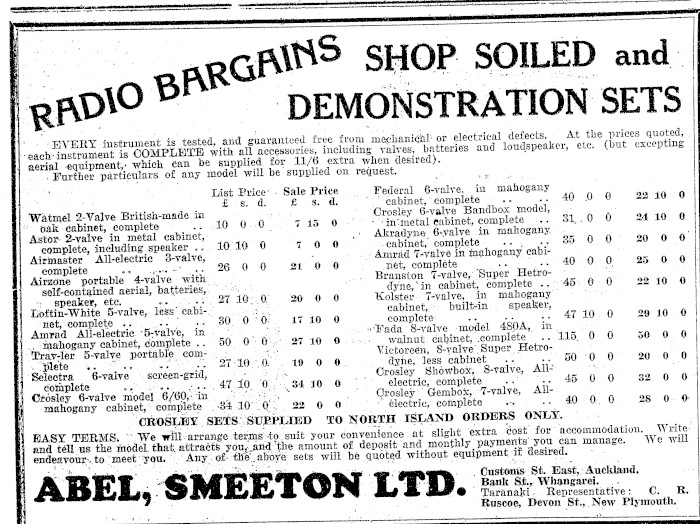 RADIO BARGAINS
SHOP SOILED and
DEMONSTRATION SETS
EVERY instrument is tested, and guaranteed free from mechanical or electrical defects. At the prices quoted,
each instrument is COMPLETE with all accessories, including valves, batteries and loudspeaker, etc. (but excepting
aerial equipment, which can be supplied for 11/6 extra when desired).
Further particulars of any model will be supplied on request.
List Price Sale Price
£ s. d. £ s. d.
Watmel 2-Valve British-made in
oak cabinet, complete .. 10 0 0 7 15 0
Astor 2-valve in metal cabinet,
complete, including speaker .. 10 10 0 7 0 0
Airmaster All-electric 3-valve,
complete .. .. .. .. 26 0 0 21 0 0
Airzone portable 4-valve with
self-contained aerial, batteries,
speaker, etc. .. .. .. 27 10 0 20 0 0
Loftin-White 5-valve, less cabi-
net, complete .. .. .. 30 0 0 17 10 0
Amrad All-electric 5-valve, in
mahogany cabinet, complete .. 50 0 0 27 10 0
Trav-ler 5-valve portable com-
plete .. .. .. .. 27 10 0 19 0 0
Selectra 6-valve screen-grid,
complete .. .. .. .. 47 10 0 34 10 0
Crosley 6-valve model 6/60, in
mahogany cabinet, complete 34 10 0 22 0 0
Federal 6-valve, in mahogany
cabinet, complete .. .. 40 0 0 22 10 0
Crosley 6-valve Bandbox model,
in metal cabinet, complete .. 31 0 0 24 10 0
Akradyne 6-valve in mahogany
cabinet, complete .. .. 35 0 0 20 0 0
Amrad 7-valve mahogany cabi-
net, complete .. .. .. 40 0 0 25 0 0
Branston 7-valve, Super Hetro-
dyne, in cabinet, complete .. 45 0 0 22 10 0
Kolster 7-valve, in mahogany
cabinet, built-in speaker,
complete .. .. .. .. 47 10 0 29 10 0
Fada 8-valve model 480A, in
walnut cabinet, complete .. 115 0 0 50 0 0
Victoreen, 8-valve Super Hetro-
dyne, less cabinet .. .. 50 0 0 20 0 0
Crosley Showbox, 8-valve, All-
electric, complete .. .. 45 0 0 32 0 0
Crosley Gembox, 7-valve, All-
electric, complete .. .. 40 0 0 28 0 0
CROSLEY SETS SUPPLIED TO NORTH ISLAND ORDERS ONLY.
EASY TERMS. We will arrange terms to suit your convenience at slight extra cost for accommodation. Write
and tell us the model that attracts you, and the amount of deposit and monthly payments you can manage. We will
endeavour to meet you. Any of the above sets will be quoted without equipment if desired.
ABEL, SMEETON LTD.
Customs St. East, Auckland.
Bank St., Whangarei.
Taranaki Representative: C. R.
Ruscoe, Devon St., New Plymouth.